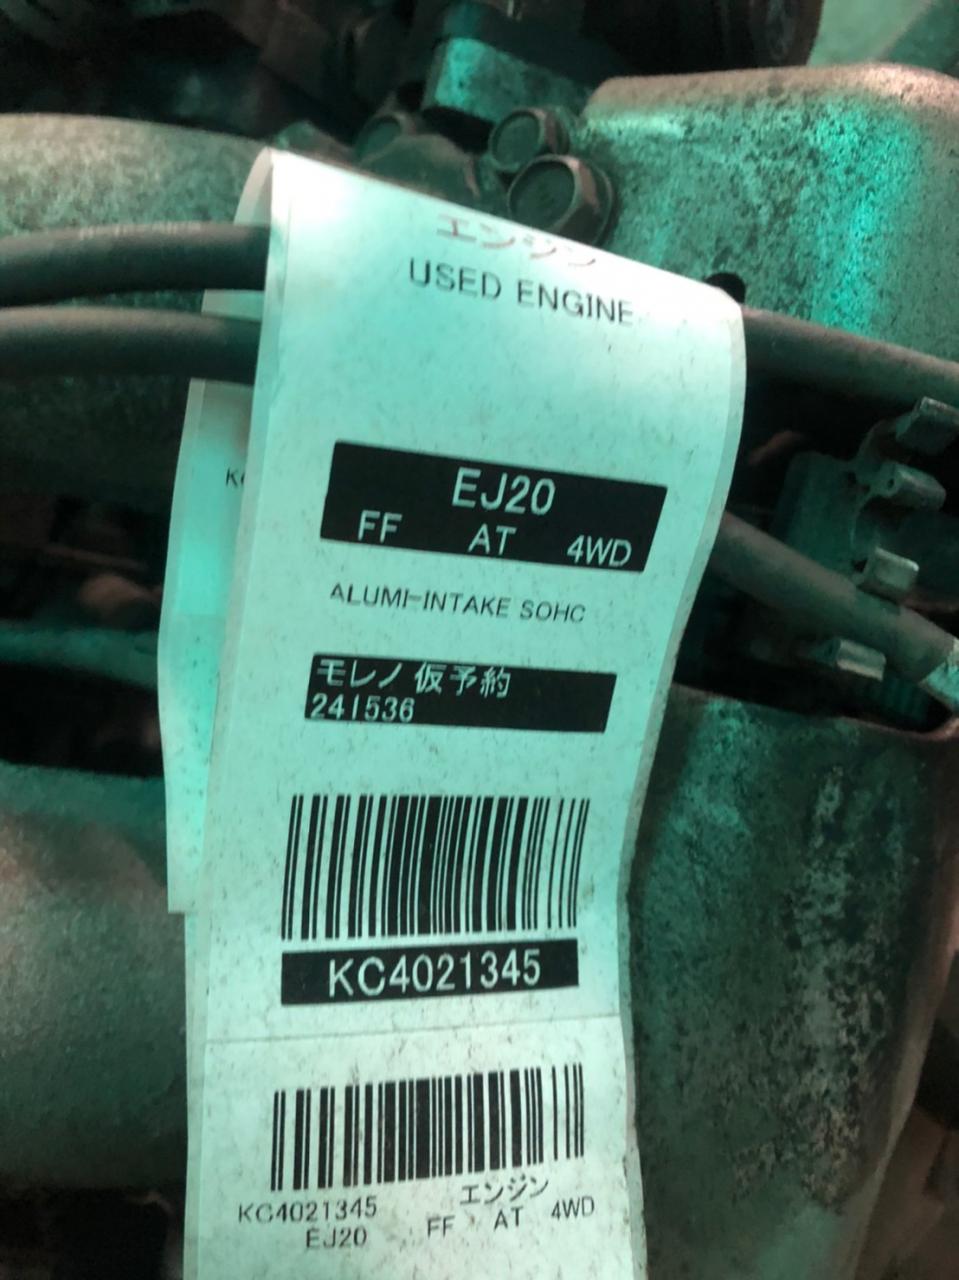 エンジン
USED ENGINE
EJ20
FF AT 4WD
ALUMI-INTAKE SOHC
モレノ 仮予約
241536
KC4021345
エンジン
KC4021345 FF AT 4WD
EJ20